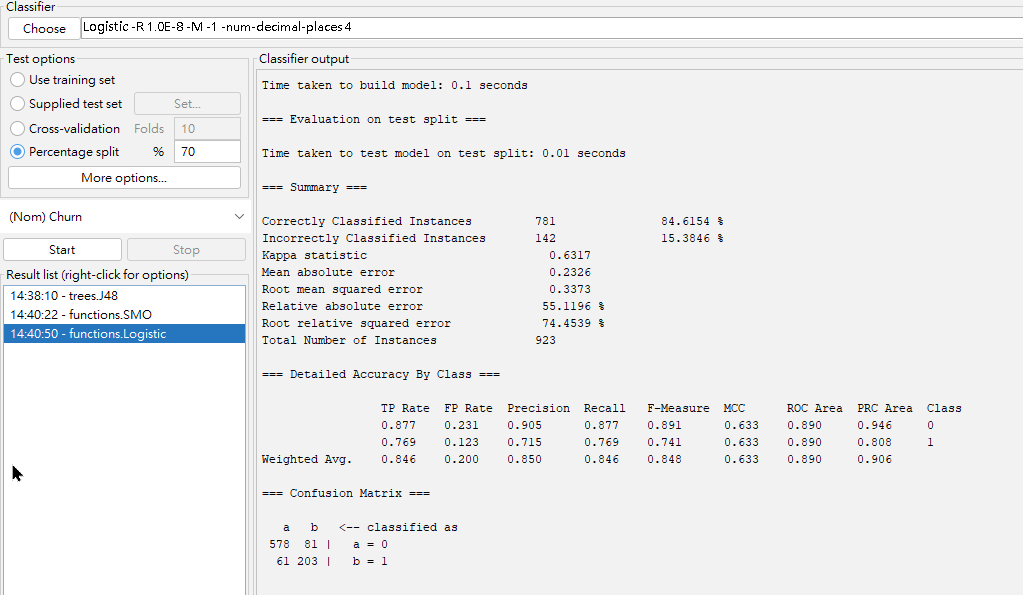 Classifier
Choose Logistic -R 1.0E-8 -M -1 -num-decimal-places 4
Test options
Use training set
Supplied test set Set...
Cross-validation Folds 10
Percentage split % 70
More options...
(Nom) Churn
Start Stop
Result list (right-click for options)
14:38:10 - trees.J48
14:40:22 - functions.SMO
14:40:50 - functions.Logistic
Classifier output
Time taken to build model: 0.1 seconds
=== Evaluation on test split ===
Time taken to test model on test split: 0.01 seconds
=== Summary ===
Correctly Classified Instances 781 84.6154 %
Incorrectly Classified Instances 142 15.3846 %
Kappa statistic 0.6317
Mean absolute error 0.2326
Root mean squared error 0.3373
Relative absolute error 55.1196 %
Root relative squared error 74.4539 %
Total Number of Instances 923
=== Detailed Accuracy By Class ===
TP Rate FP Rate Precision Recall F-Measure MCC ROC Area PRC Area Class
0.877 0.231 0.905 0.877 0.891 0.633 0.890 0.946 0
0.769 0.123 0.715 0.769 0.741 0.633 0.890 0.808 1
Weighted Avg. 0.846 0.200 0.850 0.846 0.848 0.633 0.890 0.906
=== Confusion Matrix ===
a b <-- classified as
578 81 | a = 0
61 203 | b = 1